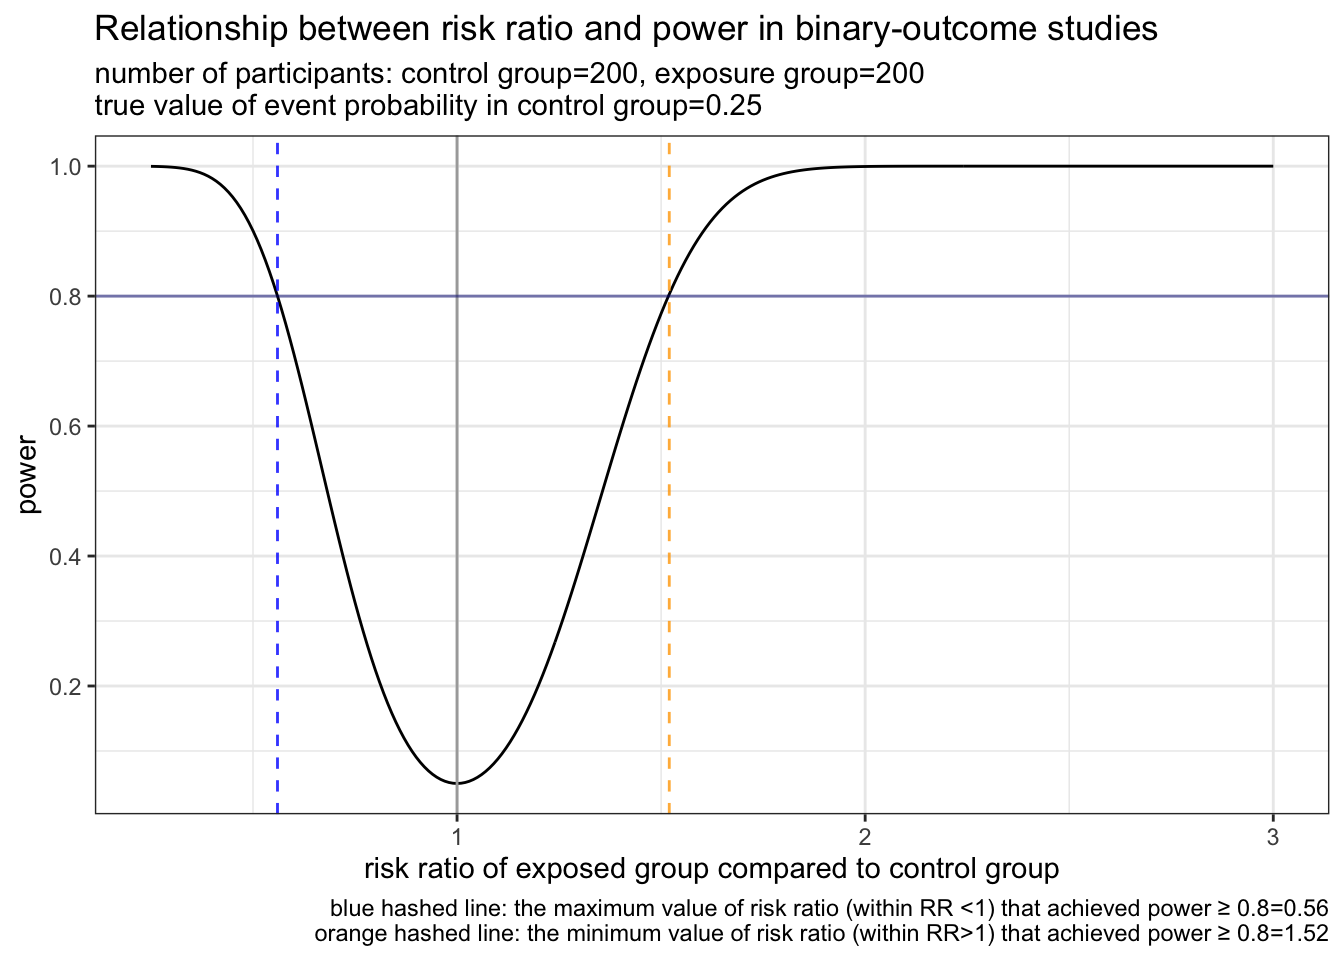 Relationship between risk ratio and power in binary-outcome studies
number of participants: control group=200, exposure group=200
true value of event probability in control group=0.25
1.0
0.8
0.6
0.4
0.2
power
1 2 3
risk ratio of exposed group compared to control group
blue hashed line: the maximum value of risk ratio (within RR <1) that achieved power ≥ 0.8=0.56
orange hashed line: the minimum value of risk ratio (within RR>1) that achieved power ≥ 0.8=1.52